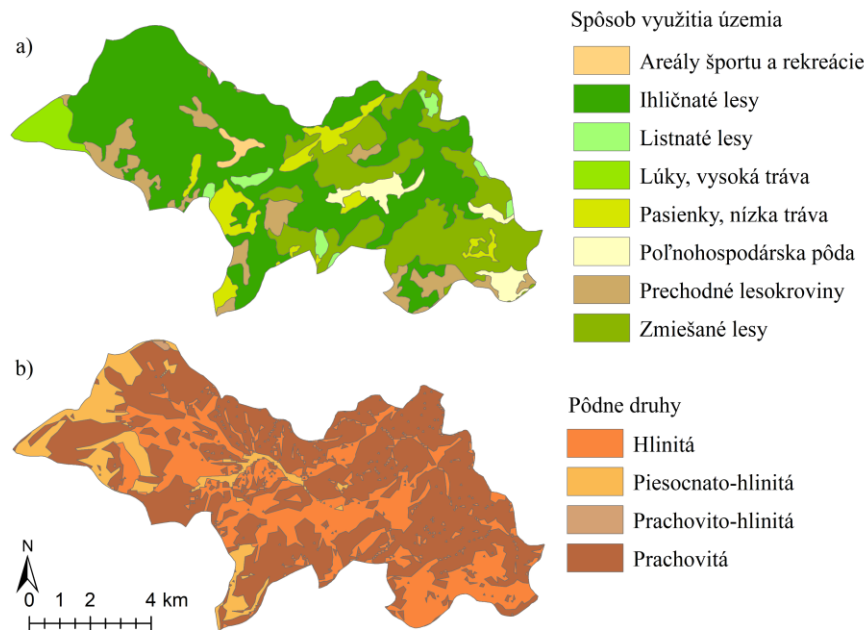 a)
Spôsob využitia územia
Areály športu a rekreácie
Ihličnaté lesy
Listnaté lesy
Lúky, vysoká tráva
Pasienky, nízka tráva
Poľnohospodárska pôda
Prechodné lesokroviny
Zmiešané lesy
b)
Pôdne druhy
Hlinitá
Piesocnato-hlinitá
Prachovito-hlinitá
Prachovitá
N
0 1 2 4 km